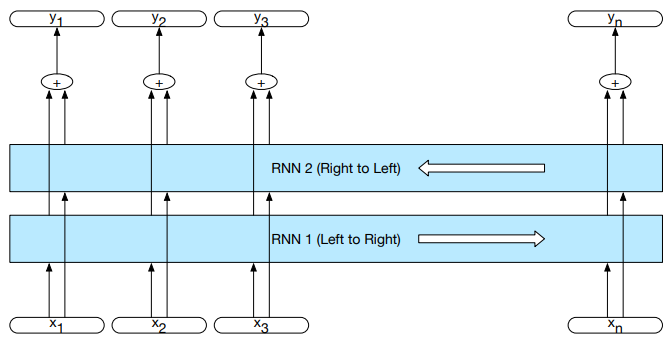 y1 y2 y3 yn
+ + + +
RNN 2 (Right to Left)
RNN 1 (Left to Right)
x1 x2 x3 xn